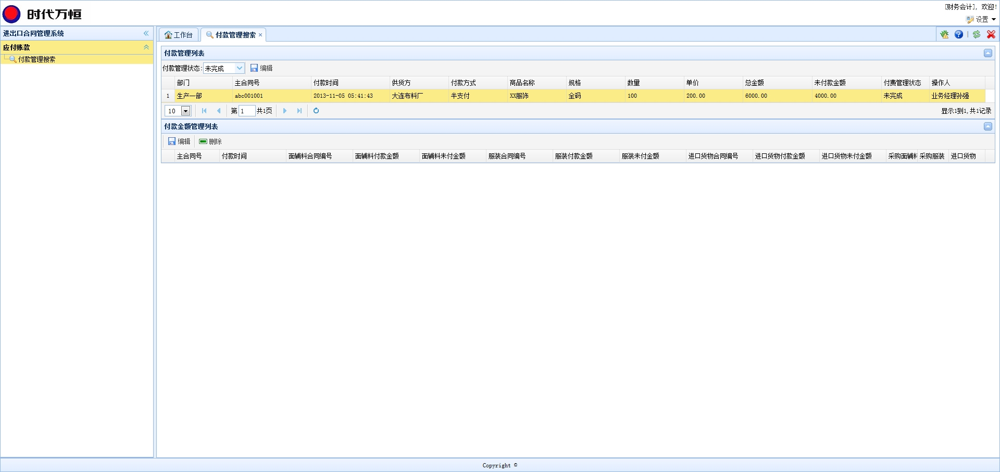 时代万恒
[财务会计], 欢迎!
设置
进出口合同管理系统
应付账款
付款管理搜索
工作台 付款管理搜索
付款管理列表
付款管理状态: 未完成 编辑
部门 主合同号 付款时间 供货方 付款方式 商品名称 规格 数量 单价 总金额 未付款金额 付费管理状态 操作人
1 生产一部 abc001001 2013-11-05 05:41:43 大连布料厂 半支付 XX服饰 全码 100 200.00 6000.00 4000.00 未完成 业务经理孙强
10 第 1 共1页 显示1到1,共1记录
付款金额管理列表
编辑 删除
主合同号 付款时间 面辅料合同编号 面辅料付款金额 面辅料未付金额 服装合同编号 服装付款金额 服装未付金额 进口货物合同编号 进口货物付款金额 进口货物未付金额 采购面辅料 采购服装 进口货物
Copyright ©